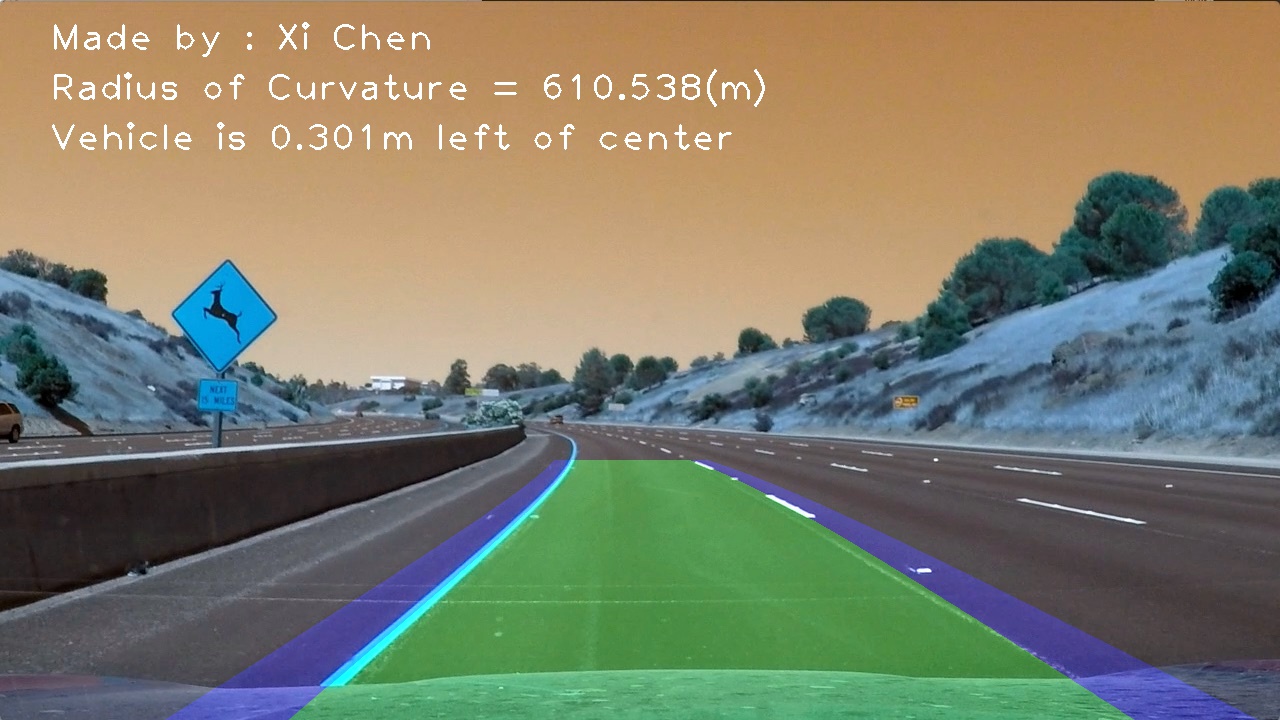 Made by : Xi Chen
Radius of Curvature = 610.538(m)
Vehicle is 0.301m left of center
NEXT
15 MILES